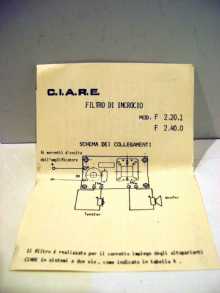 C.I.A.R.E.
FILTRO DI INCROCIO
MOD. F 2.20.1
F 2.40.0
SCHEMA DEI COLLEGAMENTI
Ai morsetti d'uscita
dell'amplificatore
Woofer
Tweeter
Il filtro è realizzato per il corretto impiego degli altoparlanti
CIARE in sistemi a due vie, come indicato in tabella